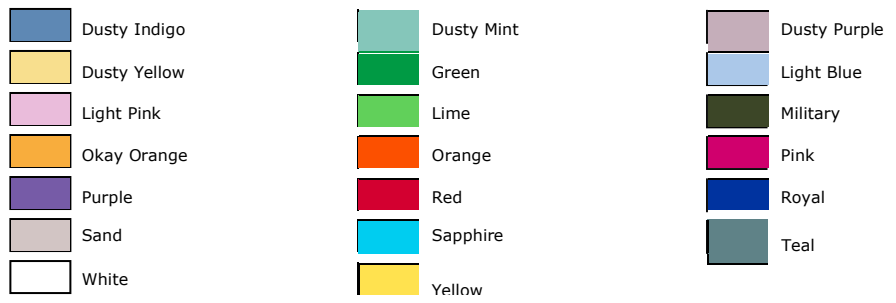 Dusty Indigo Dusty Mint Dusty Purple
Dusty Yellow Green Light Blue
Light Pink Lime Military
Okay Orange Orange Pink
Purple Red Royal
Sand Sapphire Teal
White Yellow